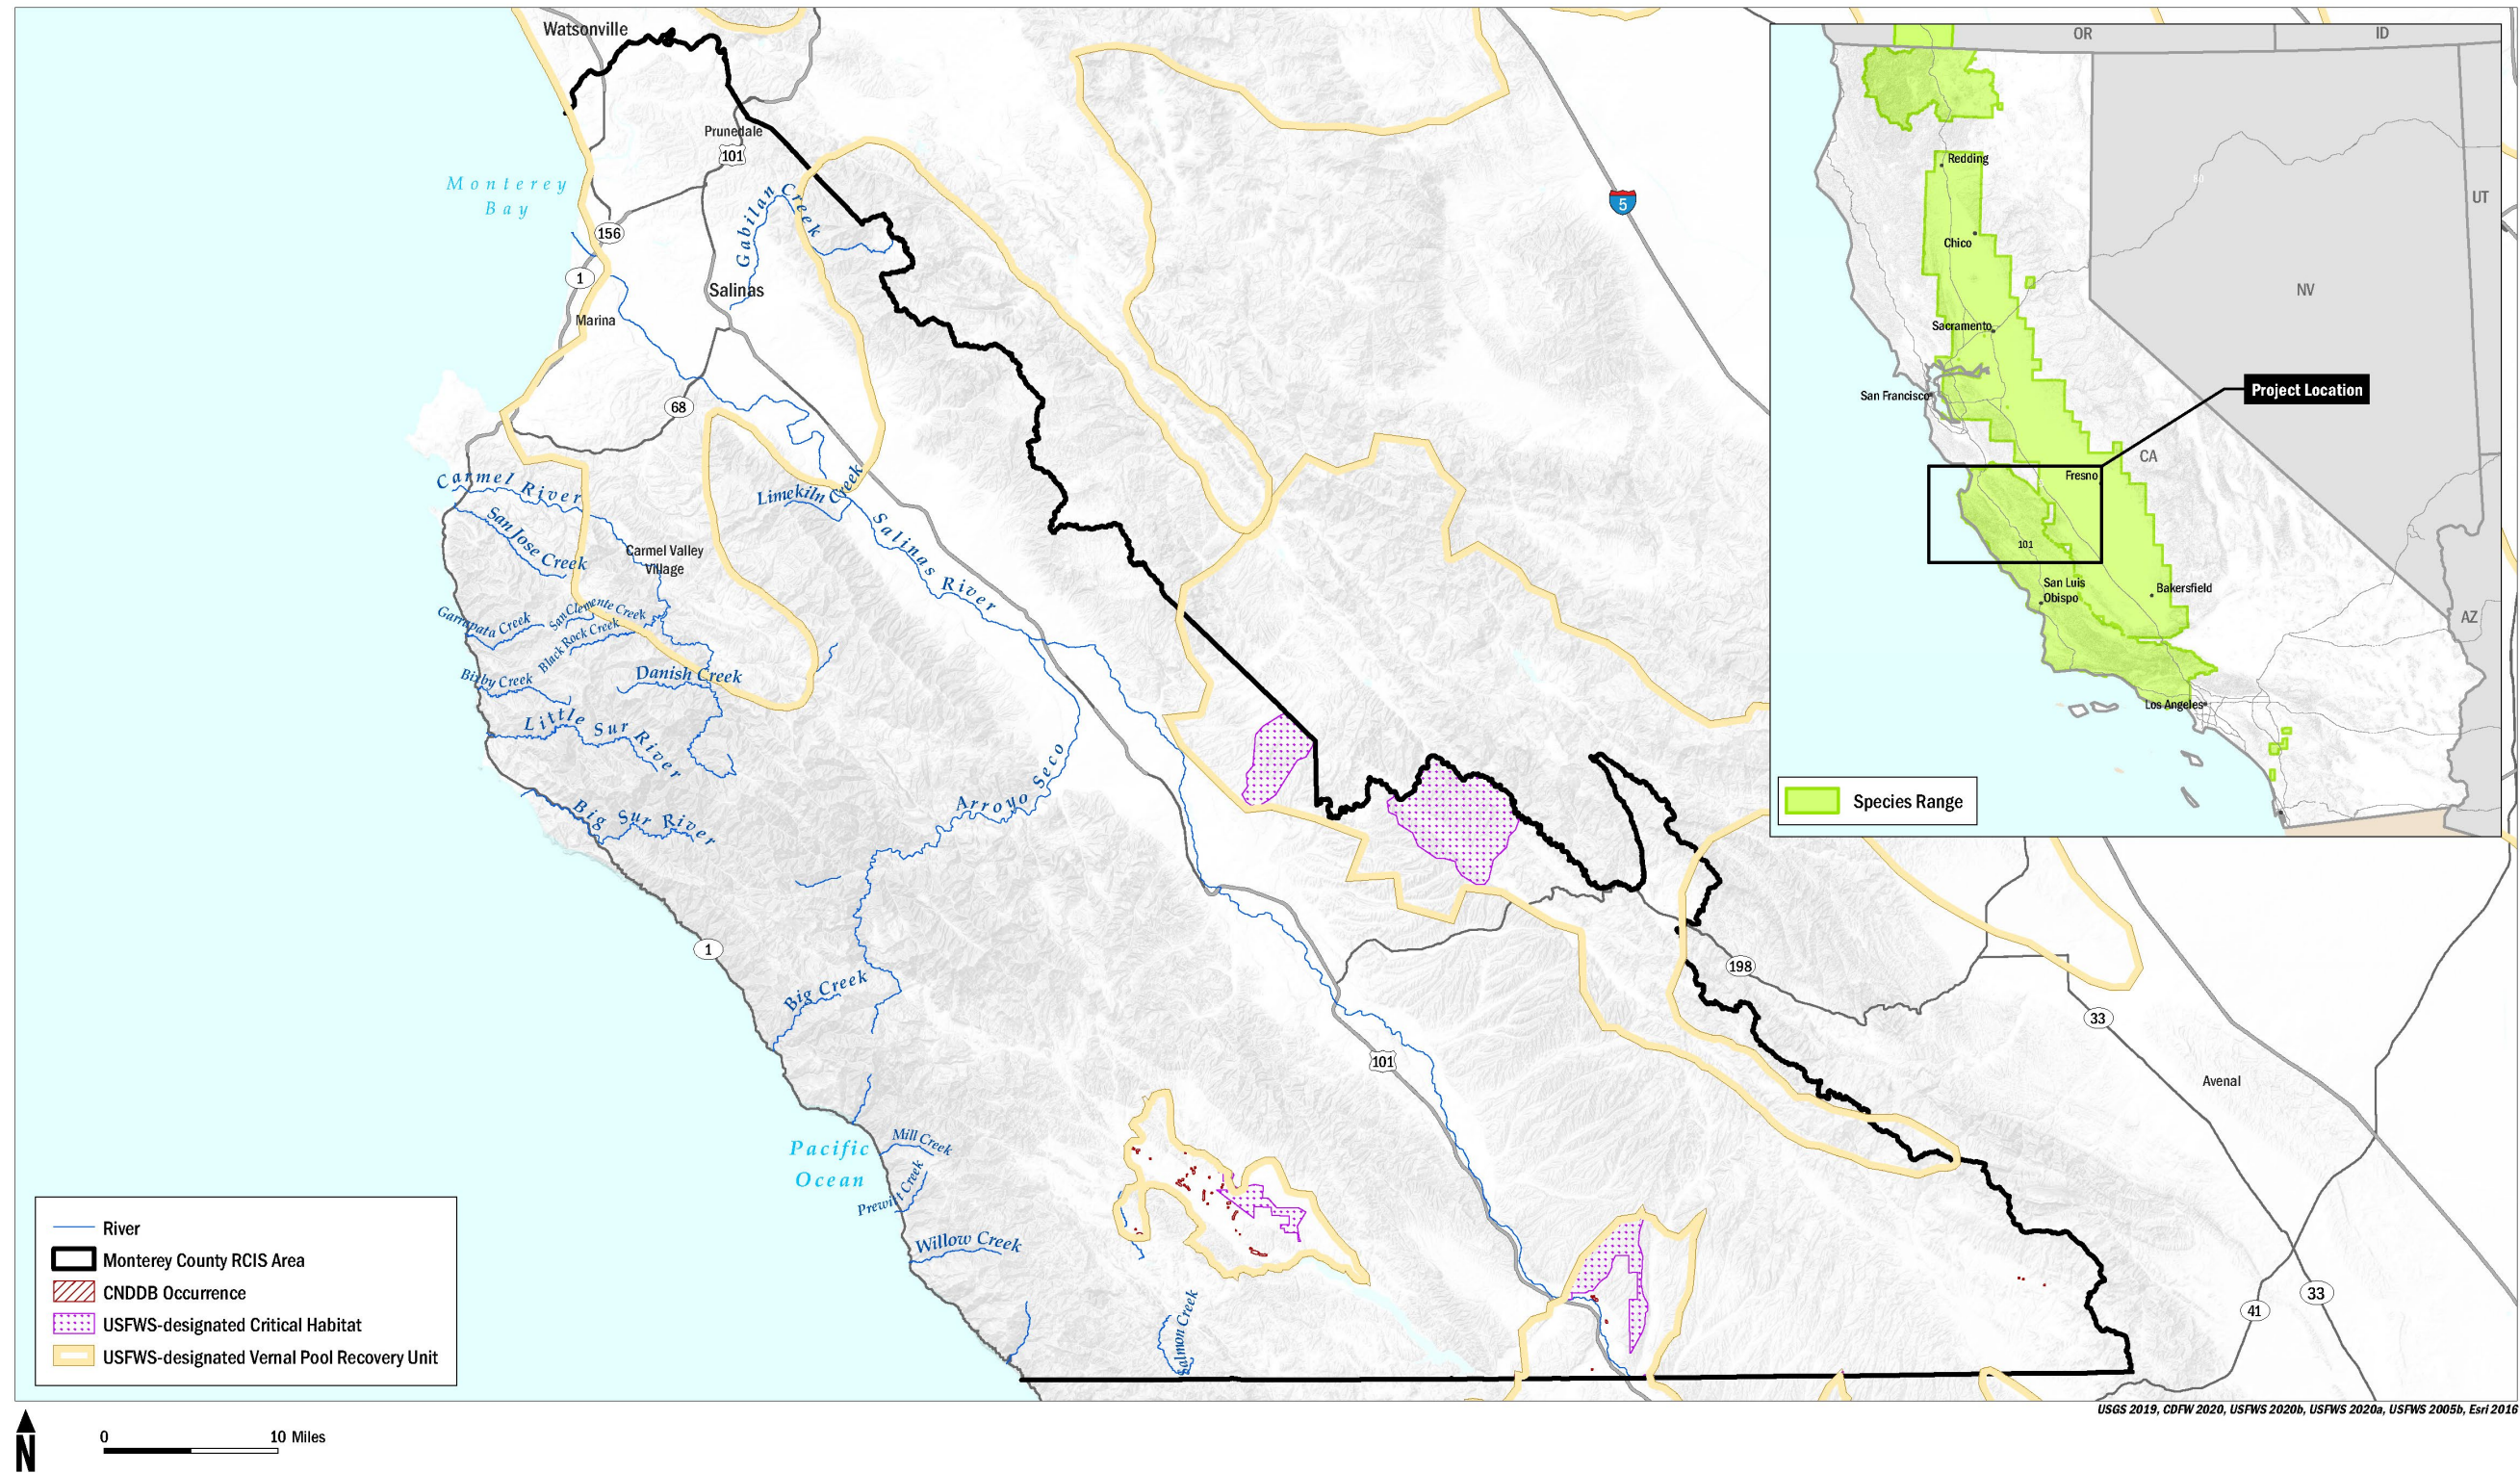 Watsonville
Prunedale
101
Monterey
Bay
Gabilan Creek
156
1
Salinas
Marina
68
5
Carmel River
San Jose Creek
Limekiln Creek
Salinas River
Carmel Valley
Village
Garrapata Creek
San Clemente Creek
Black Rock Creek
Bixby Creek
Danish Creek
Little Sur River
Big Sur River
Arroyo Seco
1
Big Creek
101
198
33
Avenal
Pacific
Ocean
Mill Creek
Prewitt Creek
Willow Creek
Salmon Creek
41
33
OR
ID
Redding
Chico
UT
NV
Sacramento
San Francisco
Project Location
CA
Fresno
101
San Luis
Obispo
Bakersfield
AZ
Los Angeles
Species Range
River
Monterey County RCIS Area
CNDDB Occurrence
USFWS-designated Critical Habitat
USFWS-designated Vernal Pool Recovery Unit
USGS 2019, CDFW 2020, USFWS 2020b, USFWS 2020a, USFWS 2005b, Esri 2016
N
0 10 Miles